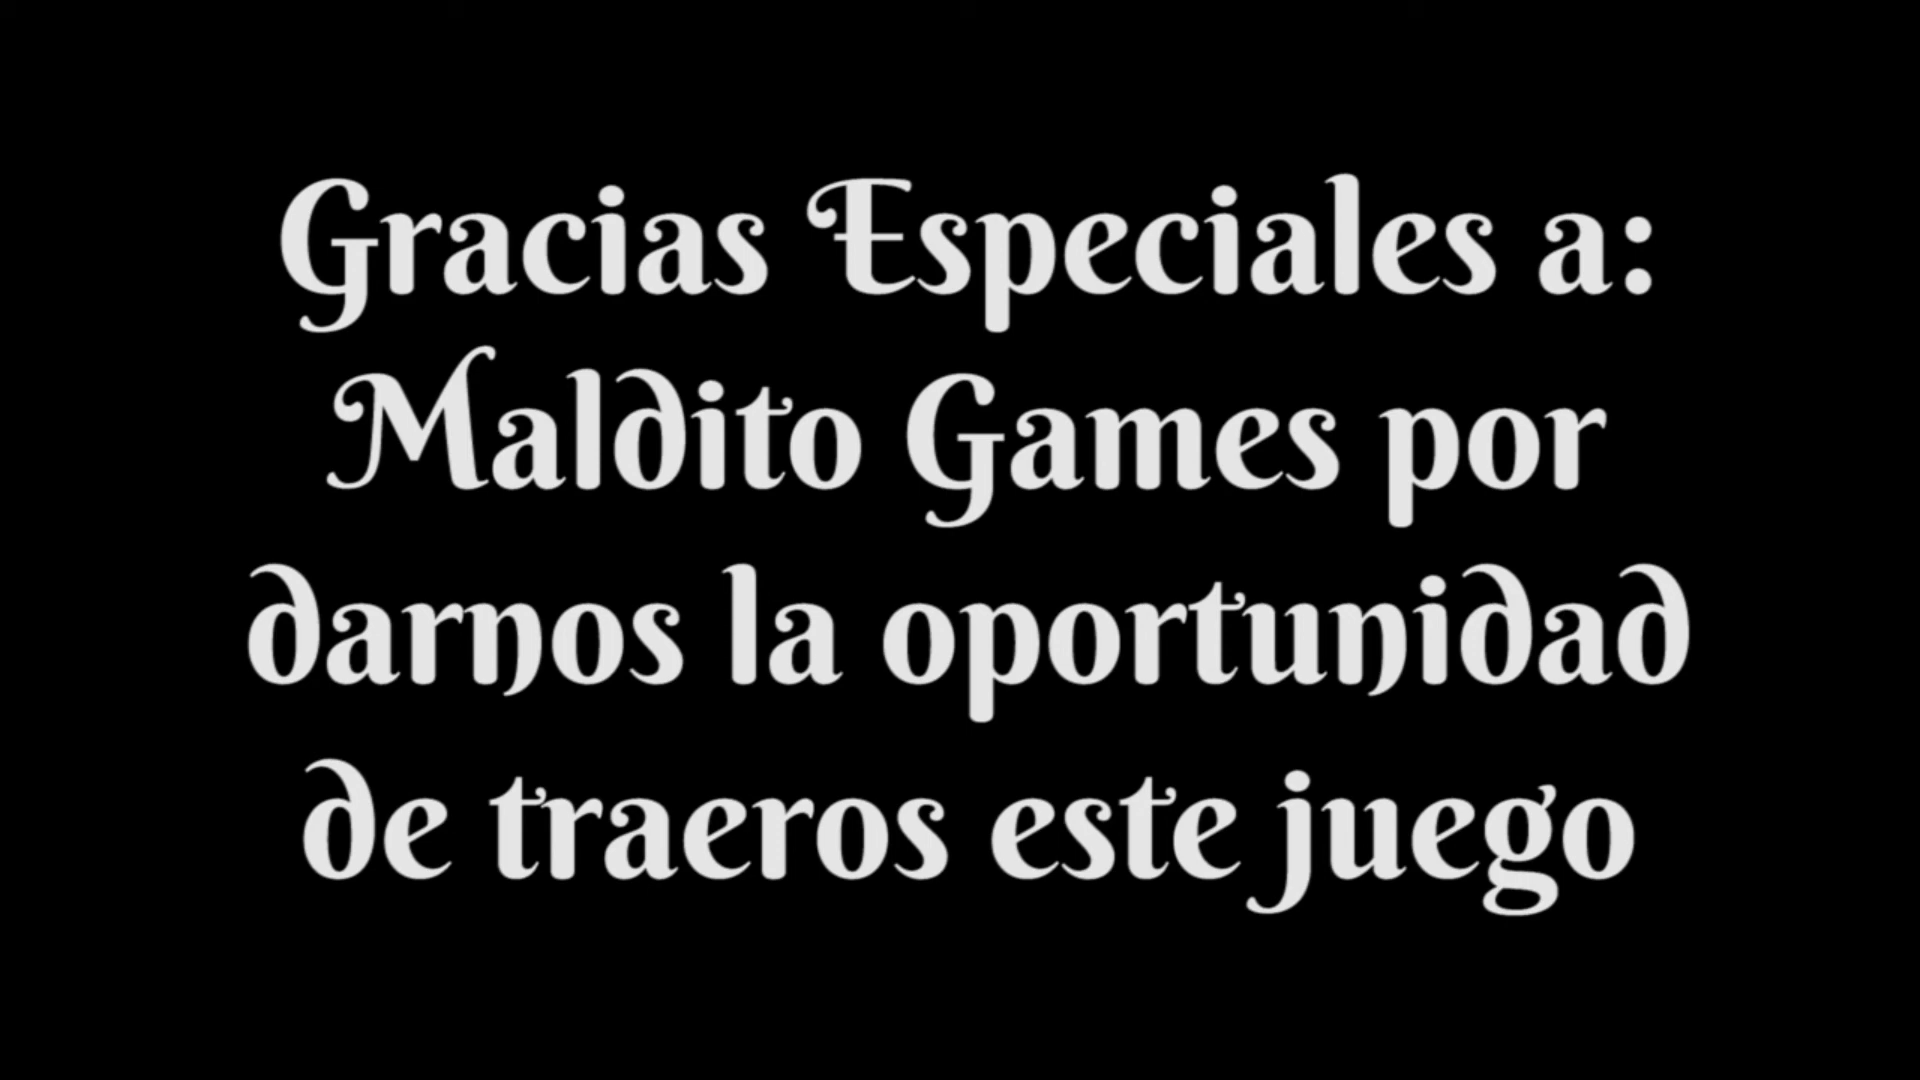 Gracias Especiales a:
Maldito Games por
darnos la oportunidad
de traeros este juego